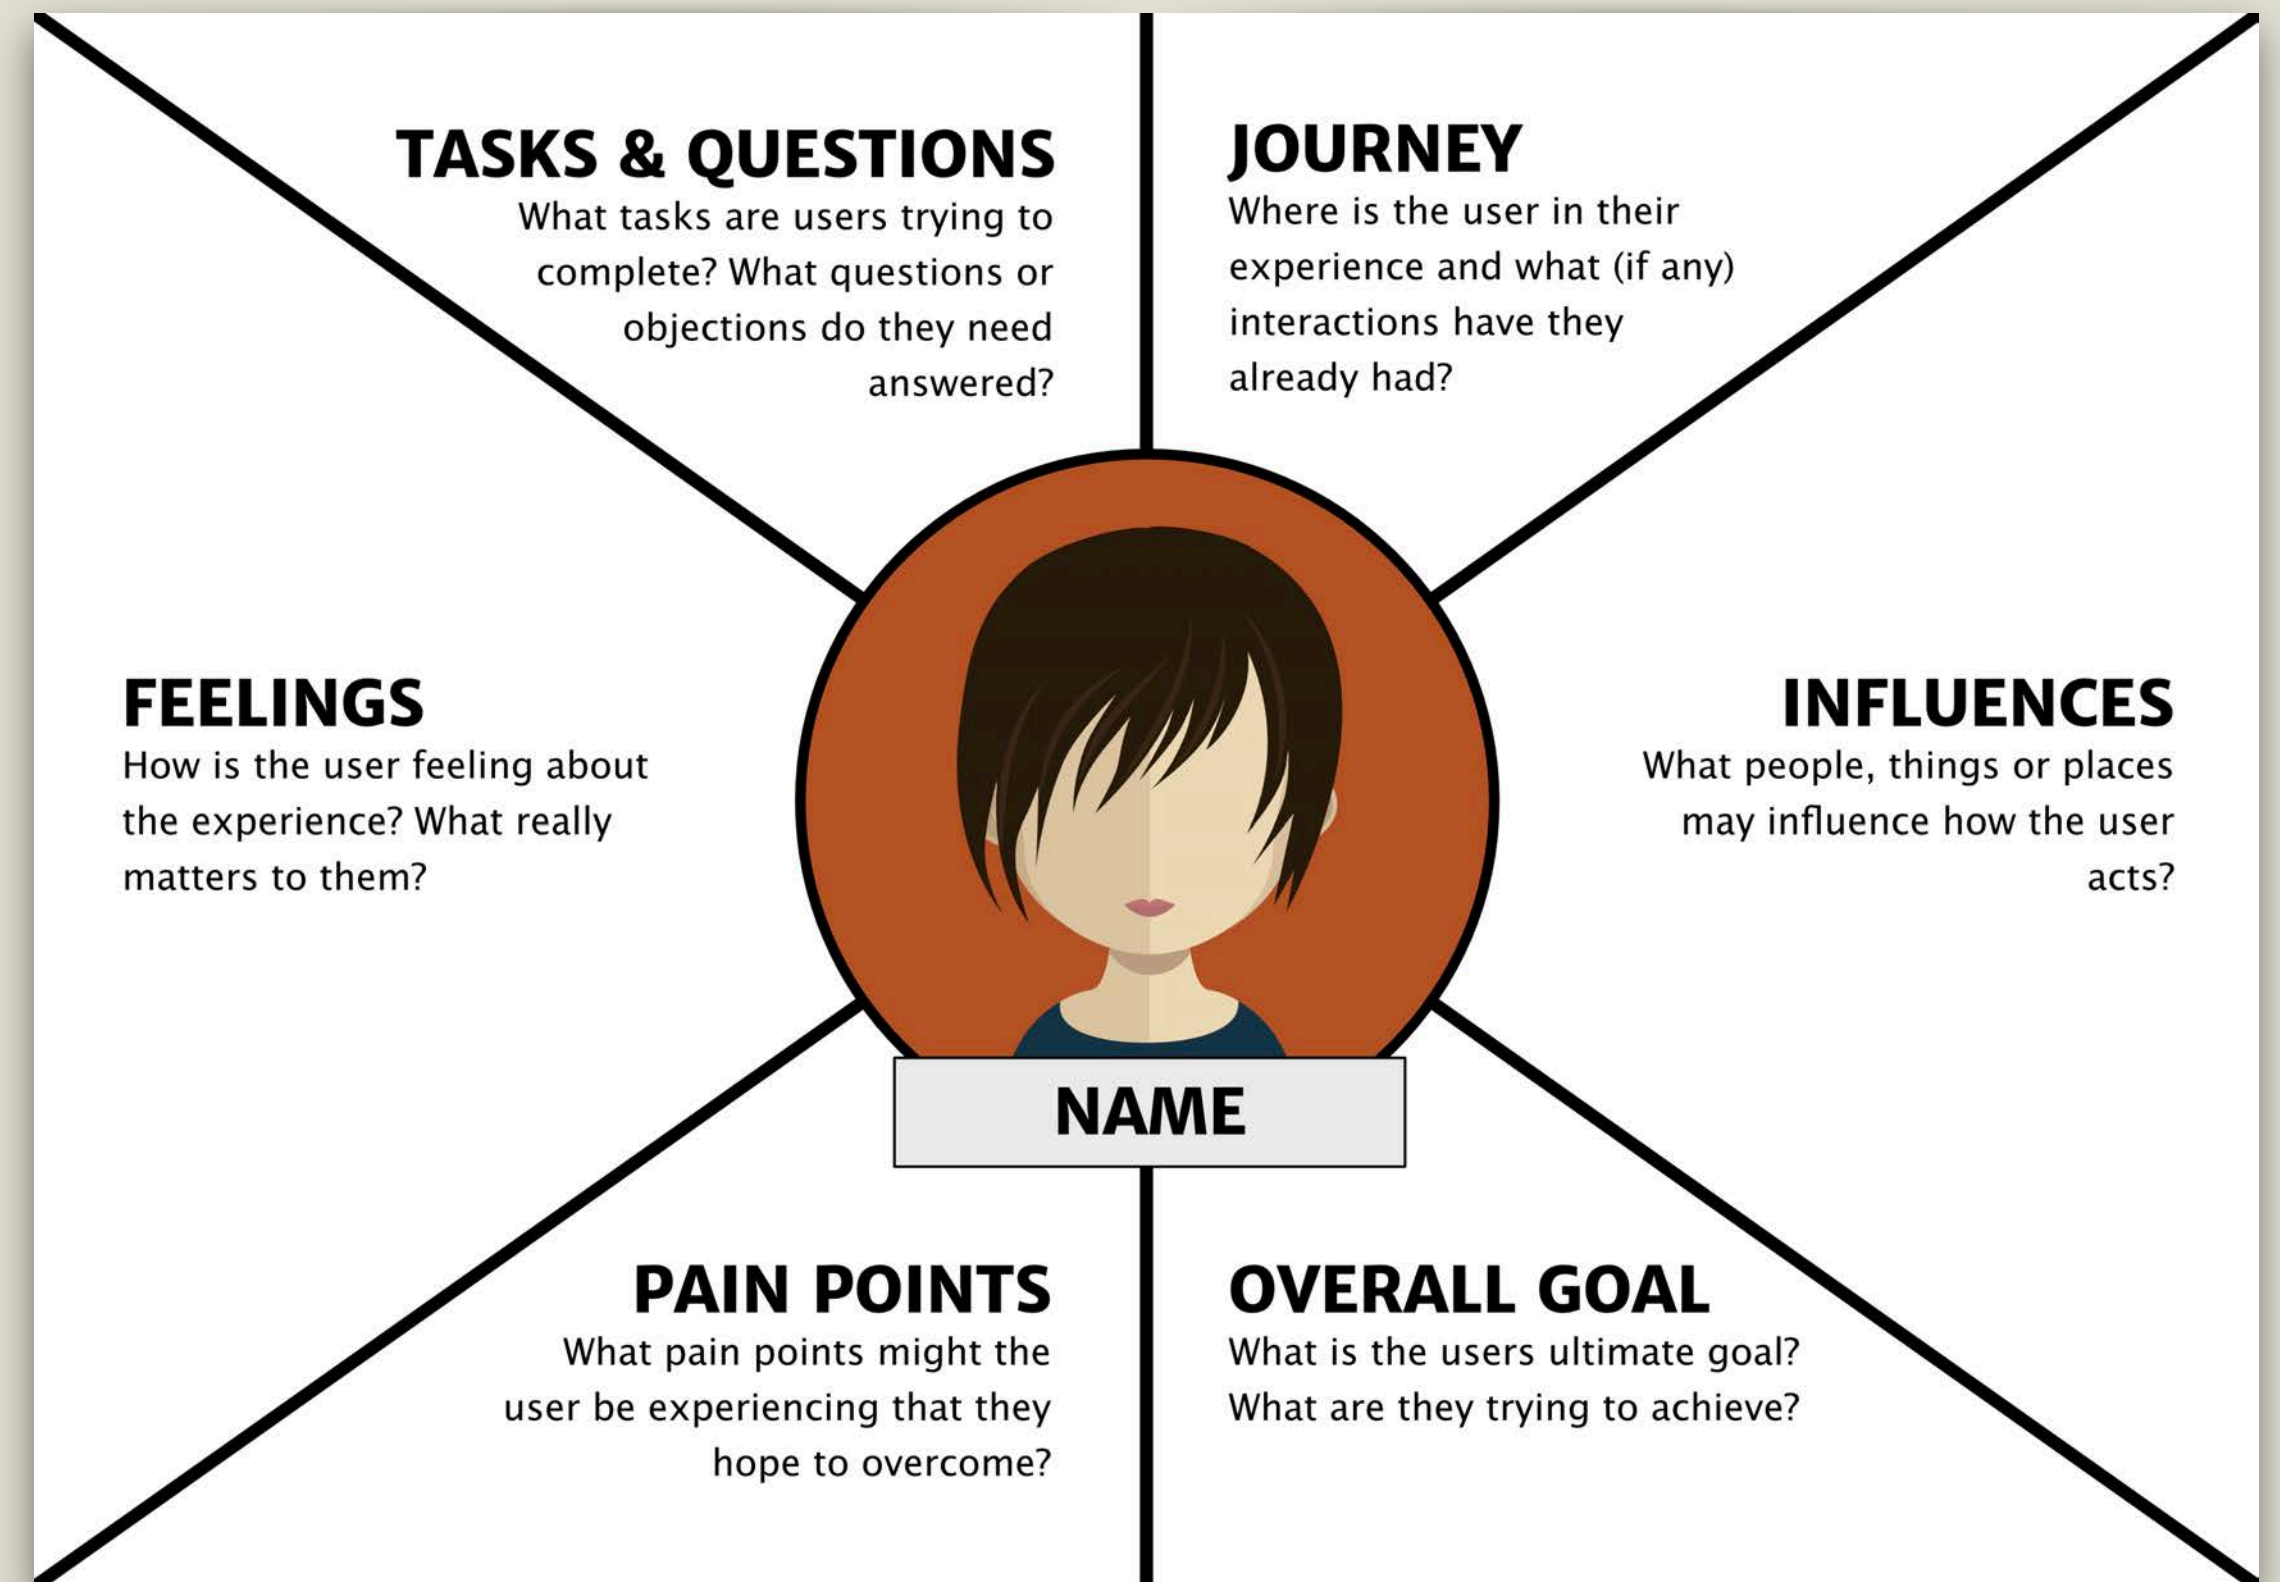 TASKS & QUESTIONS
What tasks are users trying to
complete? What questions or
objections do they need
answered?
JOURNEY
Where is the user in their
experience and what (if any)
interactions have they
already had?
FEELINGS
How is the user feeling about
the experience? What really
matters to them?
INFLUENCES
What people, things or places
may influence how the user
acts?
NAME
PAIN POINTS
What pain points might the
user be experiencing that they
hope to overcome?
OVERALL GOAL
What is the users ultimate goal?
What are they trying to achieve?